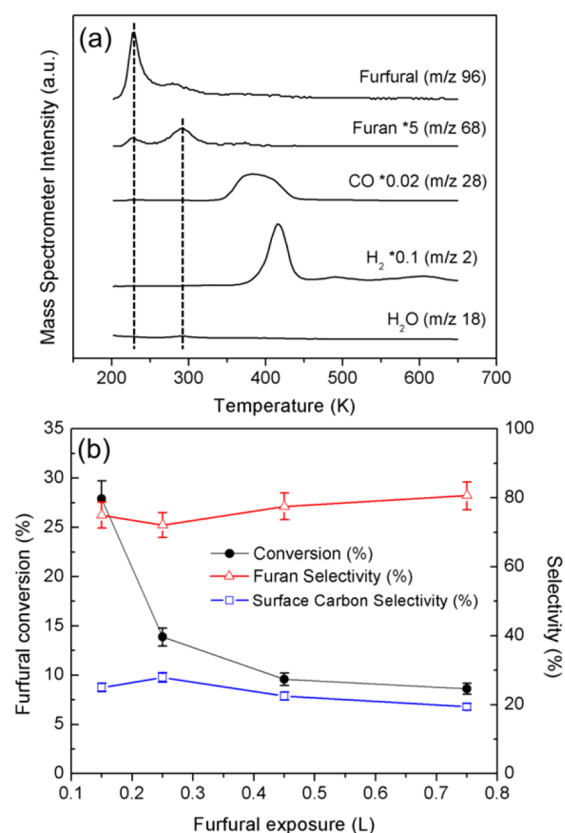 (a)
Furfural (m/z 96)
Furan *5 (m/z 68)
CO *0.02 (m/z 28)
H₂ *0.1 (m/z 2)
H₂O (m/z 18)
Mass Spectrometer Intensity (a.u.)
200 300 400 500 600 700
Temperature (K)
(b)
35 100
30
80
25
60
20
15
40
10
20
5
0 0
Conversion (%)
Furan Selectivity (%)
Surface Carbon Selectivity (%)
Furfural conversion (%)
Selectivity (%)
0.1 0.2 0.3 0.4 0.5 0.6 0.7 0.8
Furfural exposure (L)